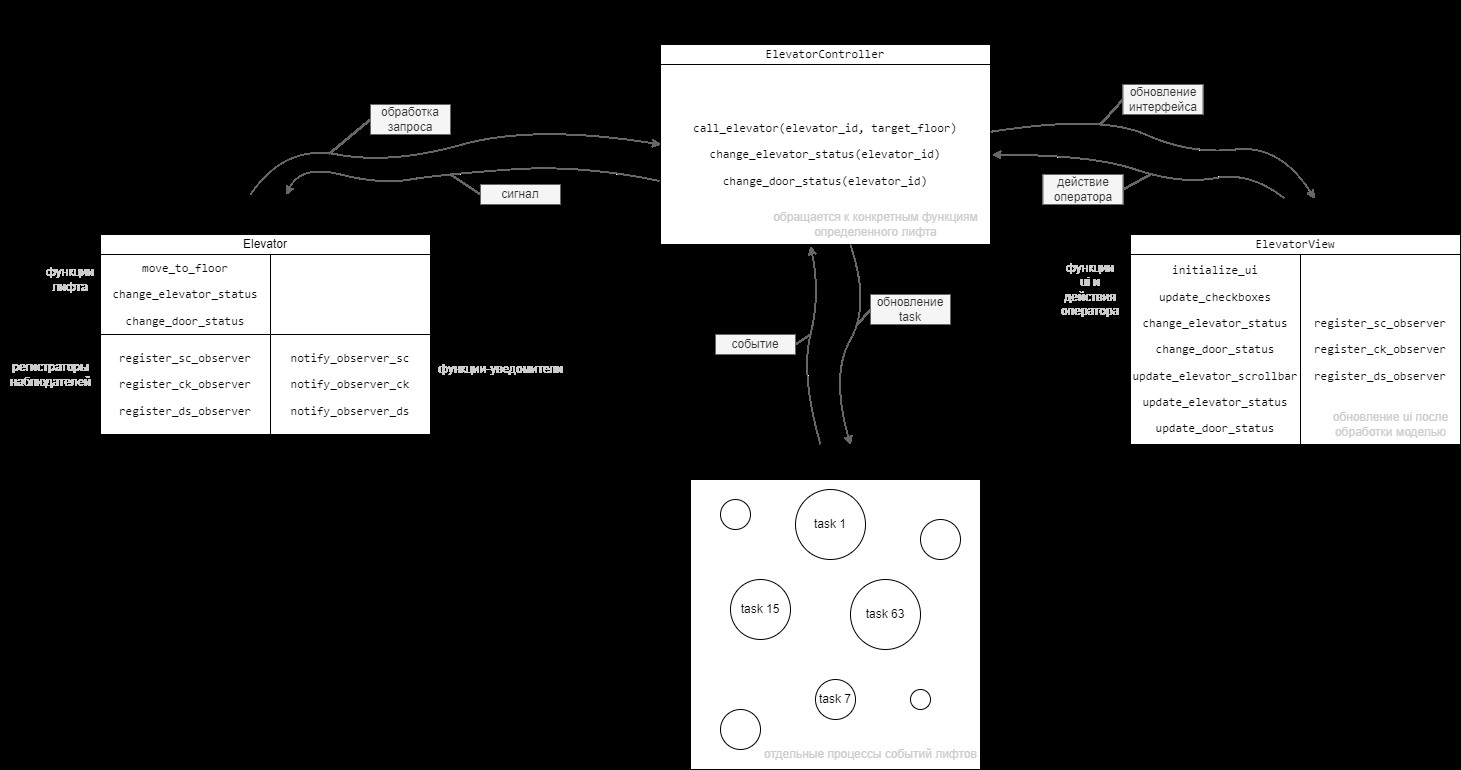 ElevatorController
call_elevator(elevator_id, target_floor)
change_elevator_status(elevator_id)
change_door_status(elevator_id)
обращается к конкретным функциям
определенного лифта
обработка
запроса
сигнал
обновление
интерфейса
действие
оператора
Elevator
функции
лифта
move_to_floor
change_elevator_status
change_door_status
регистраторы
наблюдателей
register_sc_observer
register_ck_observer
register_ds_observer
notify_observer_sc
notify_observer_ck
notify_observer_ds
функции-уведомители
событие
обновление
task
ElevatorView
функции
ui и
действия
оператора
initialize_ui
update_checkboxes
change_elevator_status
change_door_status
update_elevator_scrollbar
update_elevator_status
update_door_status
register_sc_observer
register_ck_observer
register_ds_observer
обновление ui после
обработки моделью
task 1
task 15
task 63
task 7
отдельные процессы событий лифтов